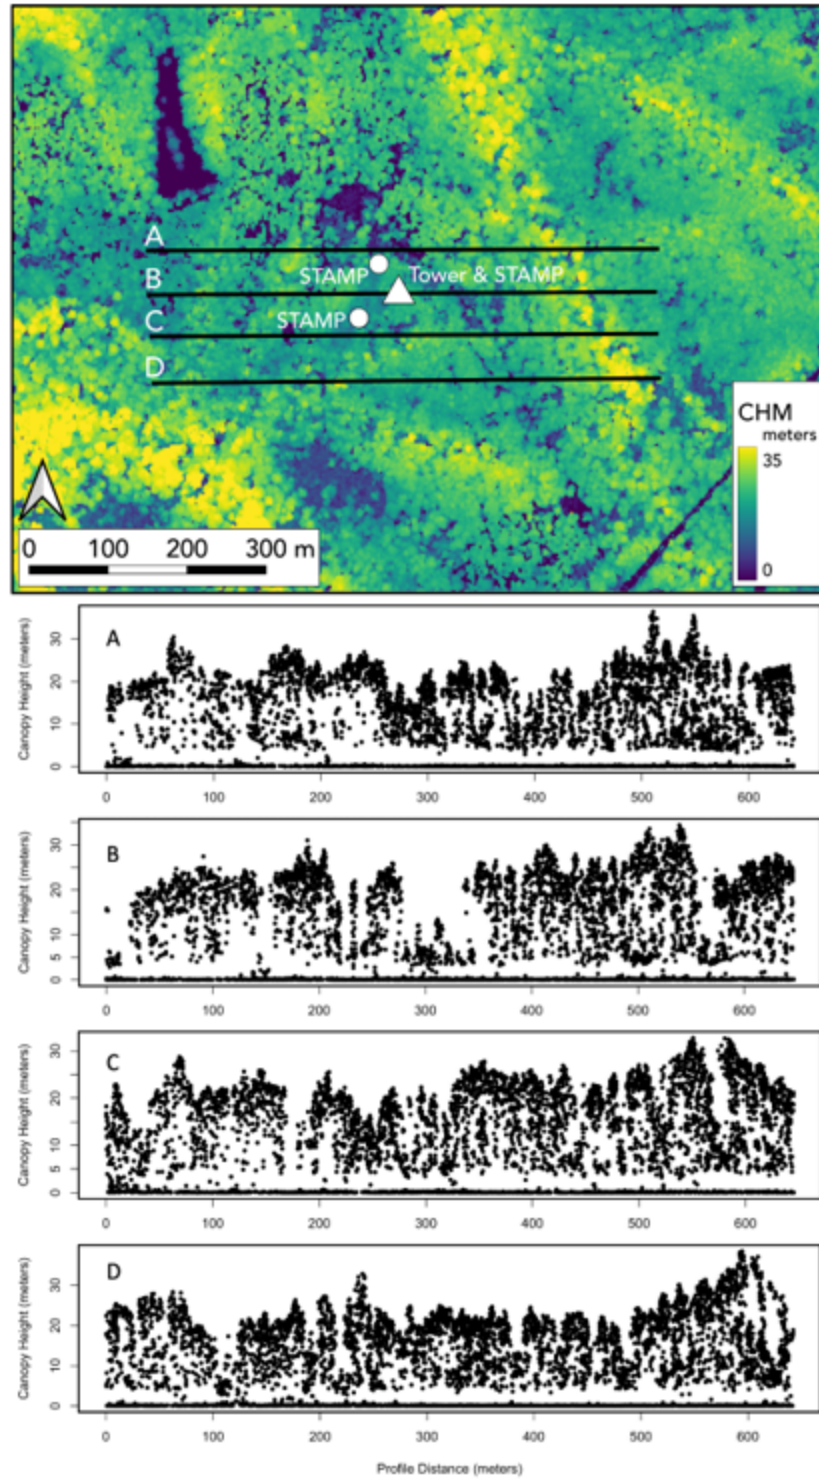 A
STAMP
Tower & STAMP
B
STAMP
C
D
CHM
meters
35
0
0 100 200 300 m
A
Canopy Height (meters)
30
20
10
0
0 100 200 300 400 500 600
B
Canopy Height (meters)
30
20
10
5
0
0 100 200 300 400 500 600
C
Canopy Height (meters)
30
20
10
5
0
0 100 200 300 400 500 600
D
Canopy Height (meters)
30
20
10
0
0 100 200 300 400 500 600
Profile Distance (meters)